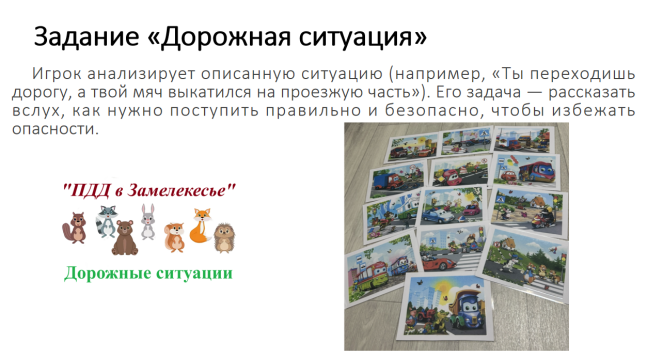 Задание «Дорожная ситуация»
Игрок анализирует описанную ситуацию (например, «Ты переходишь
дорогу, а твой мяч выкатился на проезжую часть»). Его задача — рассказать
вслух, как нужно поступить правильно и безопасно, чтобы избежать
опасности.
"ПДД в Замелекесье"
Дорожные ситуации